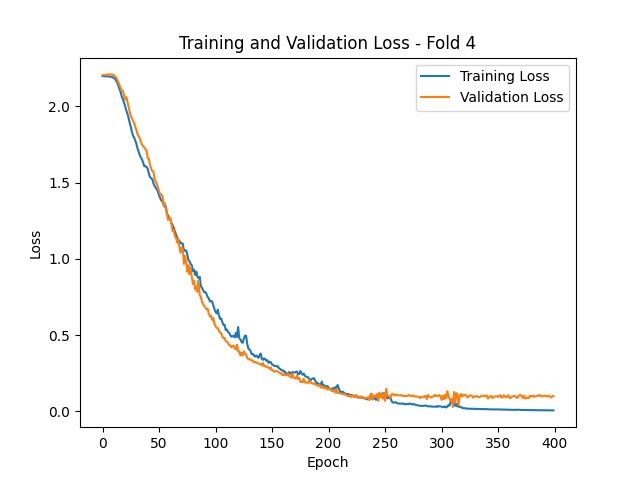 Training and Validation Loss - Fold 4
Training Loss
Validation Loss
2.0
1.5
1.0
0.5
0.0
Loss
0 50 100 150 200 250 300 350 400
Epoch